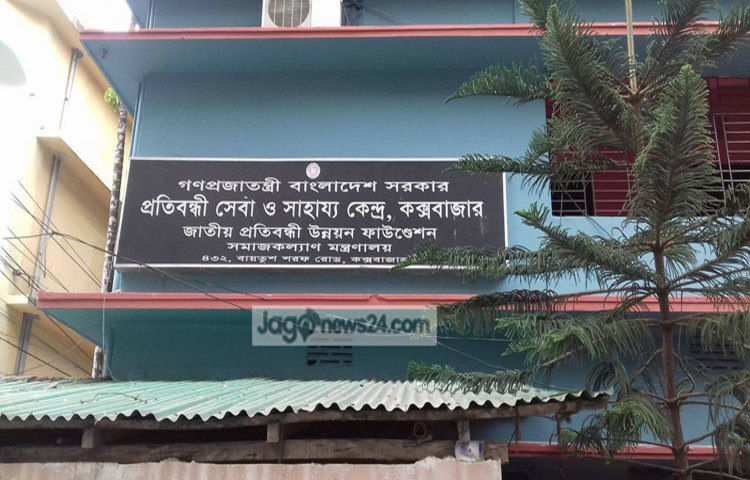 গণপ্রজাতন্ত্রী বাংলাদেশ সরকার
প্রতিবন্ধী সেবা ও সাহায্য কেন্দ্র, কক্সবাজার
জাতীয় প্রতিবন্ধী উন্নয়ন ফাউণ্ডেশন
সমাজকল্যাণ মন্ত্রণালয়
৪৩২, বায়তুশ শরফ রোড, কক্সবাজার
Jagonews24.com